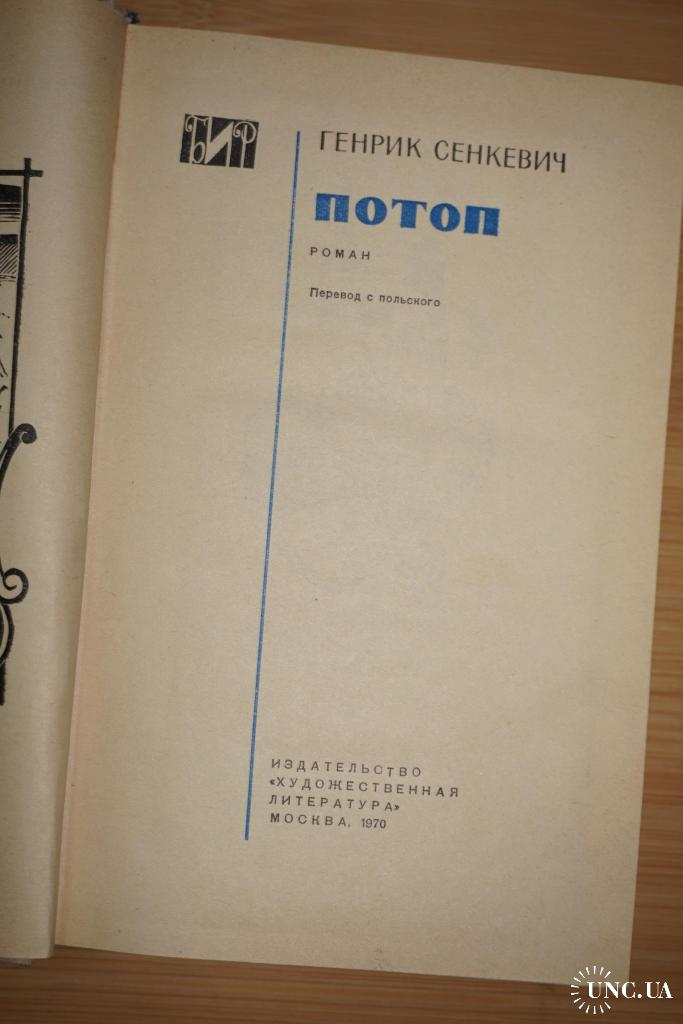 БИР
ГЕНРИК СЕНКЕВИЧ
ПОТОП
РОМАН
Перевод с польского
ИЗДАТЕЛЬСТВО
«ХУДОЖЕСТВЕННАЯ
ЛИТЕРАТУРА»
МОСКВА, 1970
UNC.UA